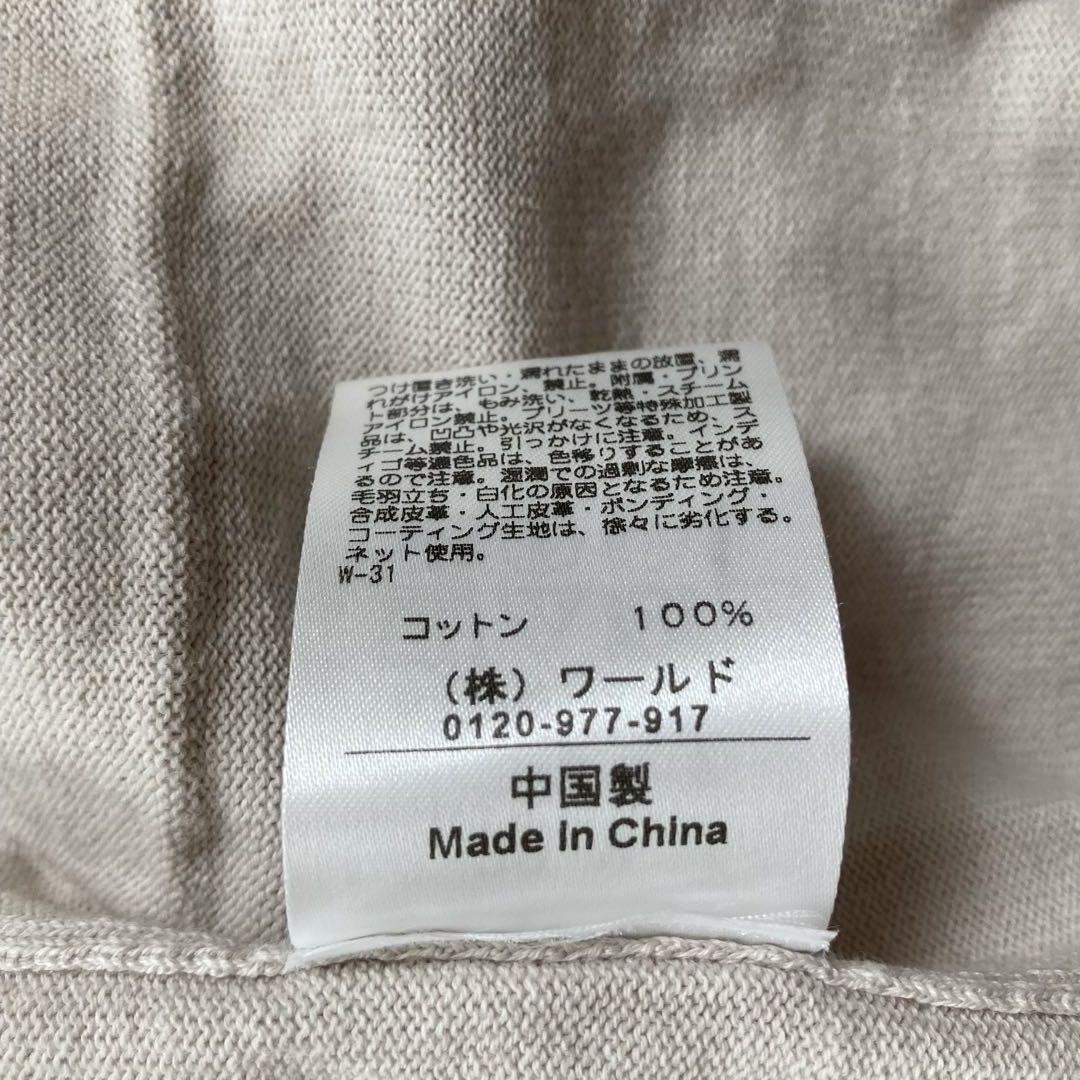 つけ置き洗い・濡れたままの放置、濡
れがけアイロン、禁止。附属・プリン
ト部分は、もみ洗い、乾熱・スチーム
アイロン禁止。プリーツ等特殊加工製
品は、凹凸や光沢がなくなるため、ス
チーム禁止。引っかけに注意。インデ
ィゴ等濃色品は、色移りすることがあ
るので注意。湿潤での過剰な摩擦は、
毛羽立ち・白化の原因となるため注意。
合成皮革・人工皮革・ボンディング・
コーティング生地は、徐々に劣化する。
ネット使用。
W-31
コットン 100%
(株) ワールド
0120-977-917
中国製
Made In China